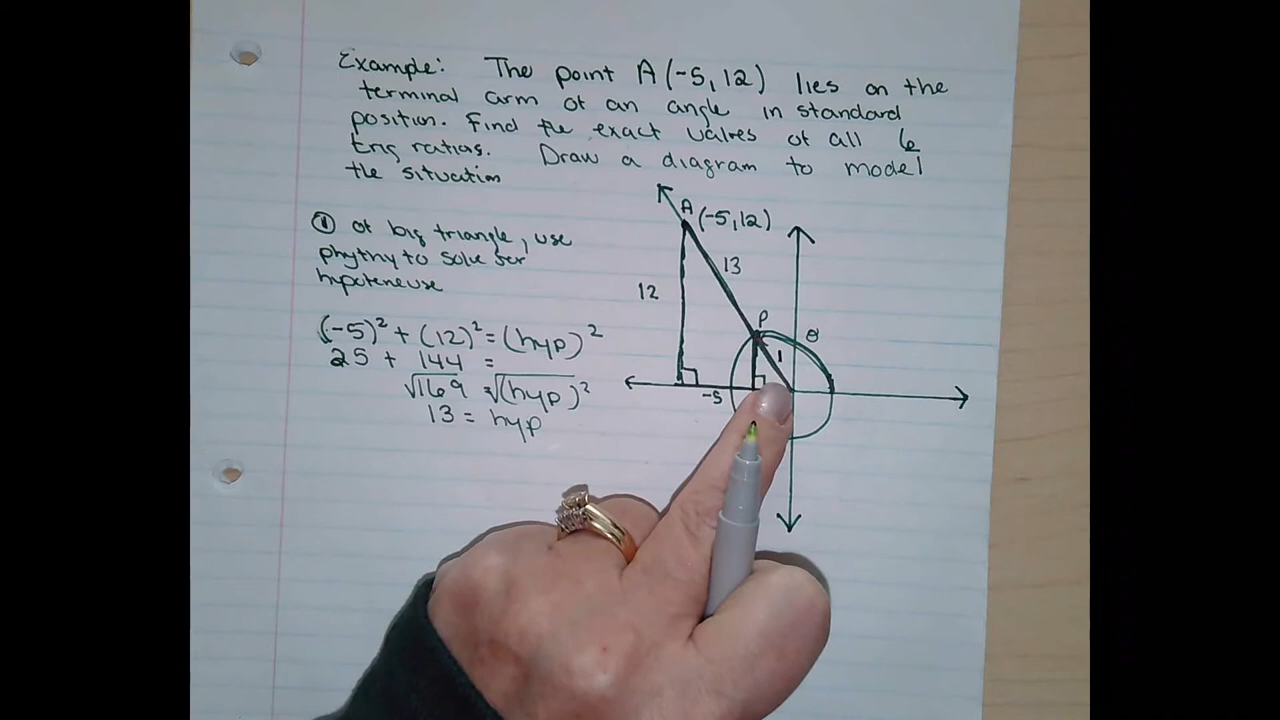 Example: The point A(-5,12) lies on the
terminal arm of an angle in standard
position. Find the exact values of all 6
trig ratios. Draw a diagram to model
the situation
① of big triangle, use
phythy to solve for
hypoteneuse
(-5)² + (12)² = (hyp)²
25 + 144 =
√169 √(hyp)²
13 = hyp
A(-5,12)
13
12
P
θ
1
-5